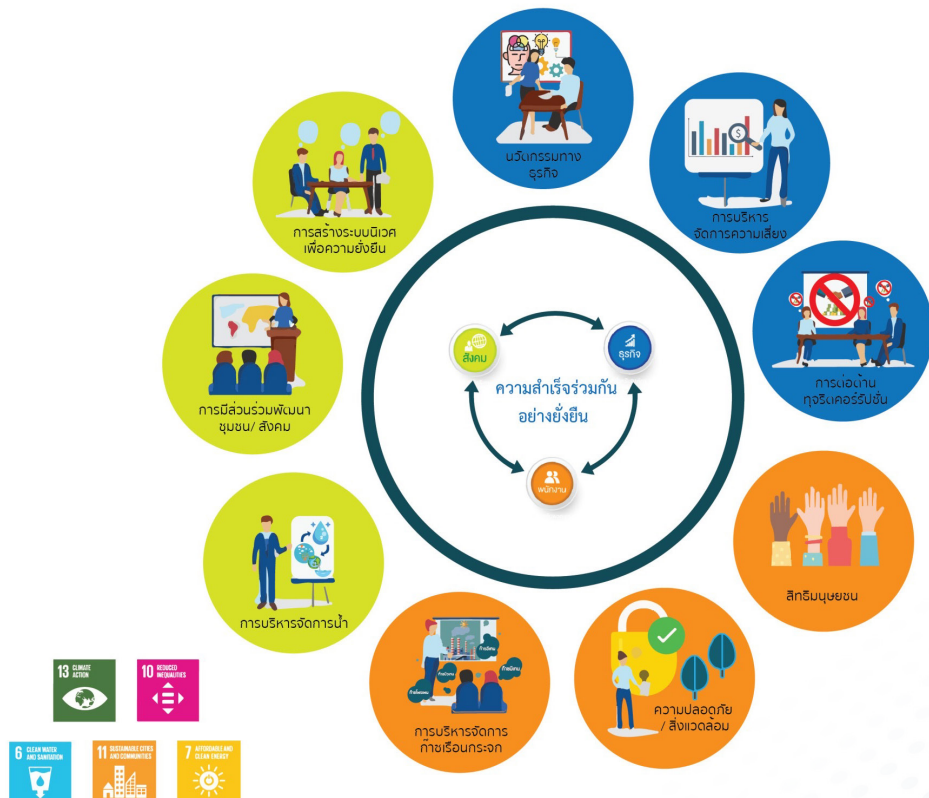 นวัตกรรมทาง
ธุรกิจ
การบริหาร
จัดการความเสี่ยง
การต่อต้าน
ทุจริตคอร์รัปชั่น
สิทธิมนุษยชน
ความปลอดภัย
/ สิ่งแวดล้อม
การบริหารจัดการ
ก๊าซเรือนกระจก
การบริหารจัดการน้ำ
การมีส่วนร่วมพัฒนา
ชุมชน/ สังคม
การสร้างระบบนิเวศ
เพื่อความยั่งยืน
สังคม
ธุรกิจ
ความสำเร็จร่วมกัน
อย่างยั่งยืน
พนักงาน
13 CLIMATE
ACTION
10 REDUCED
INEQUALITIES
6 CLEAN WATER
AND SANITATION
11 SUSTAINABLE CITIES
AND COMMUNITIES
7 AFFORDABLE AND
CLEAN ENERGY